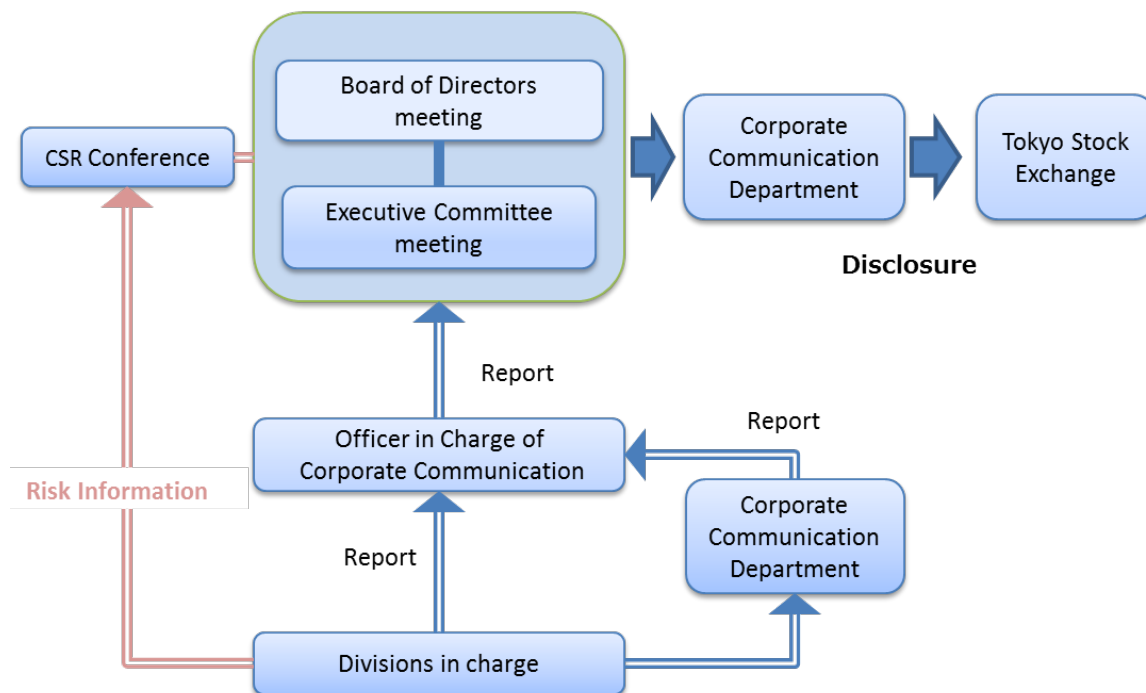 Board of Directors
meeting
CSR Conference
Executive Committee
meeting
Corporate
Communication
Department
Tokyo Stock
Exchange
Disclosure
Report
Officer in Charge of
Corporate Communication
Report
Risk Information
Report
Corporate
Communication
Department
Divisions in charge